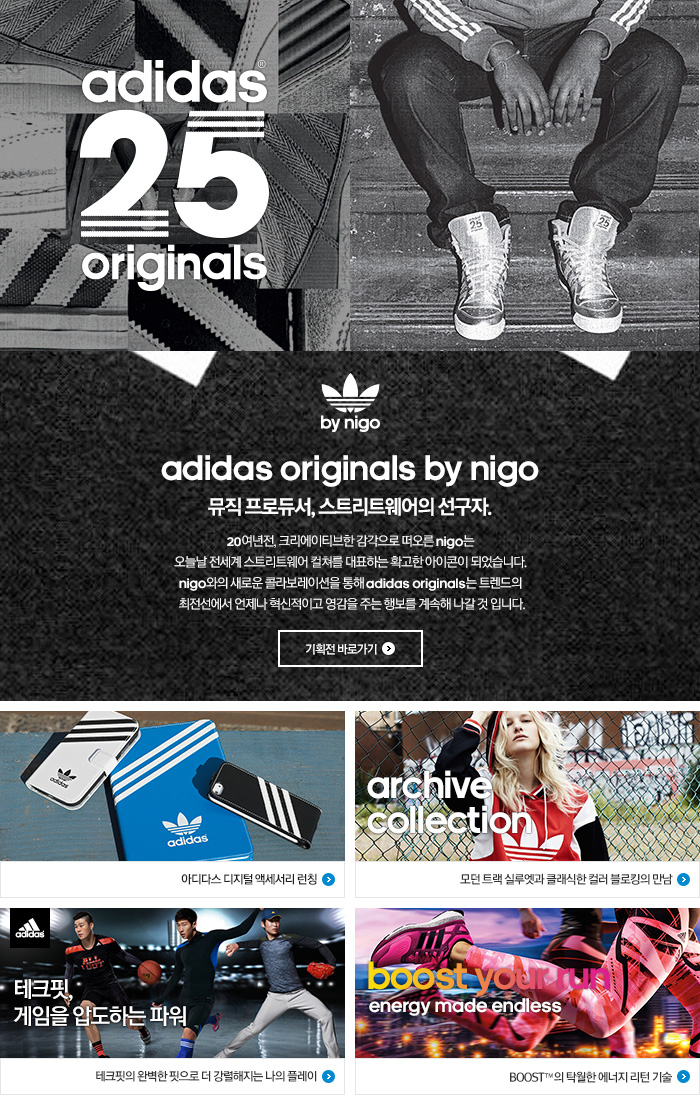 adidas®
25
originals
25
25
by nigo
adidas originals by nigo
뮤직 프로듀서, 스트리트웨어의 선구자.
20여년전, 크리에이티브한 감각으로 떠오른 nigo는
오늘날 전세계 스트리트웨어 컬쳐를 대표하는 확고한 아이콘이 되었습니다.
nigo와의 새로운 콜라보레이션을 통해 adidas originals는 트렌드의
최전선에서 언제나 혁신적이고 영감을 주는 행보를 계속해 나갈 것 입니다.
기획전 바로가기
adidas
adidas
아디다스 디지털 액세서리 런칭
archive
collection
모던 트랙 실루엣과 클래식한 컬러 블로킹의 만남
adidas
테크핏,
게임을 압도하는 파워
테크핏의 완벽한 핏으로 더 강렬해지는 나의 플레이
boost your run
energy made endless
BOOST™의 탁월한 에너지 리턴 기술